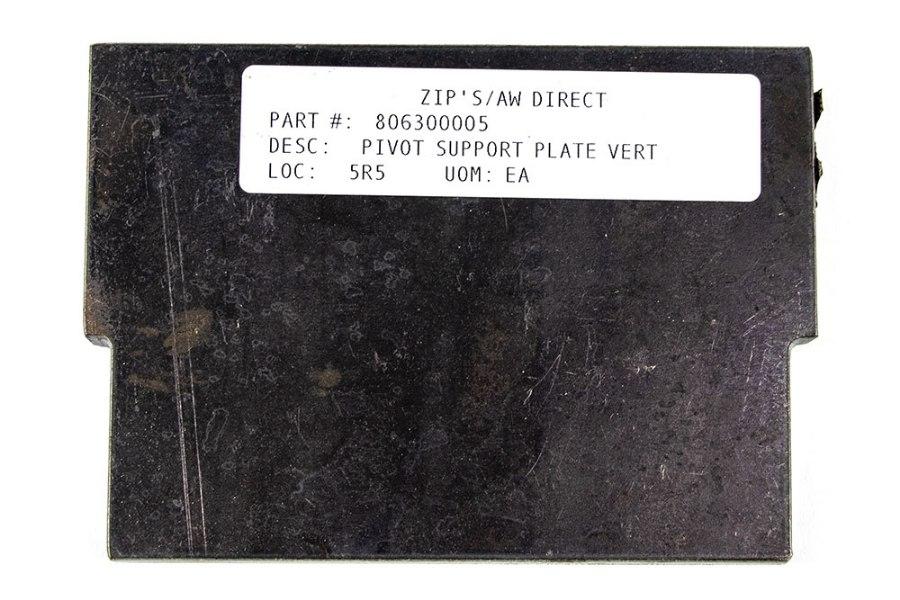 ZIP'S/AW DIRECT
PART #: 806300005
DESC: PIVOT SUPPORT PLATE VERT
LOC: 5R5 UOM: EA